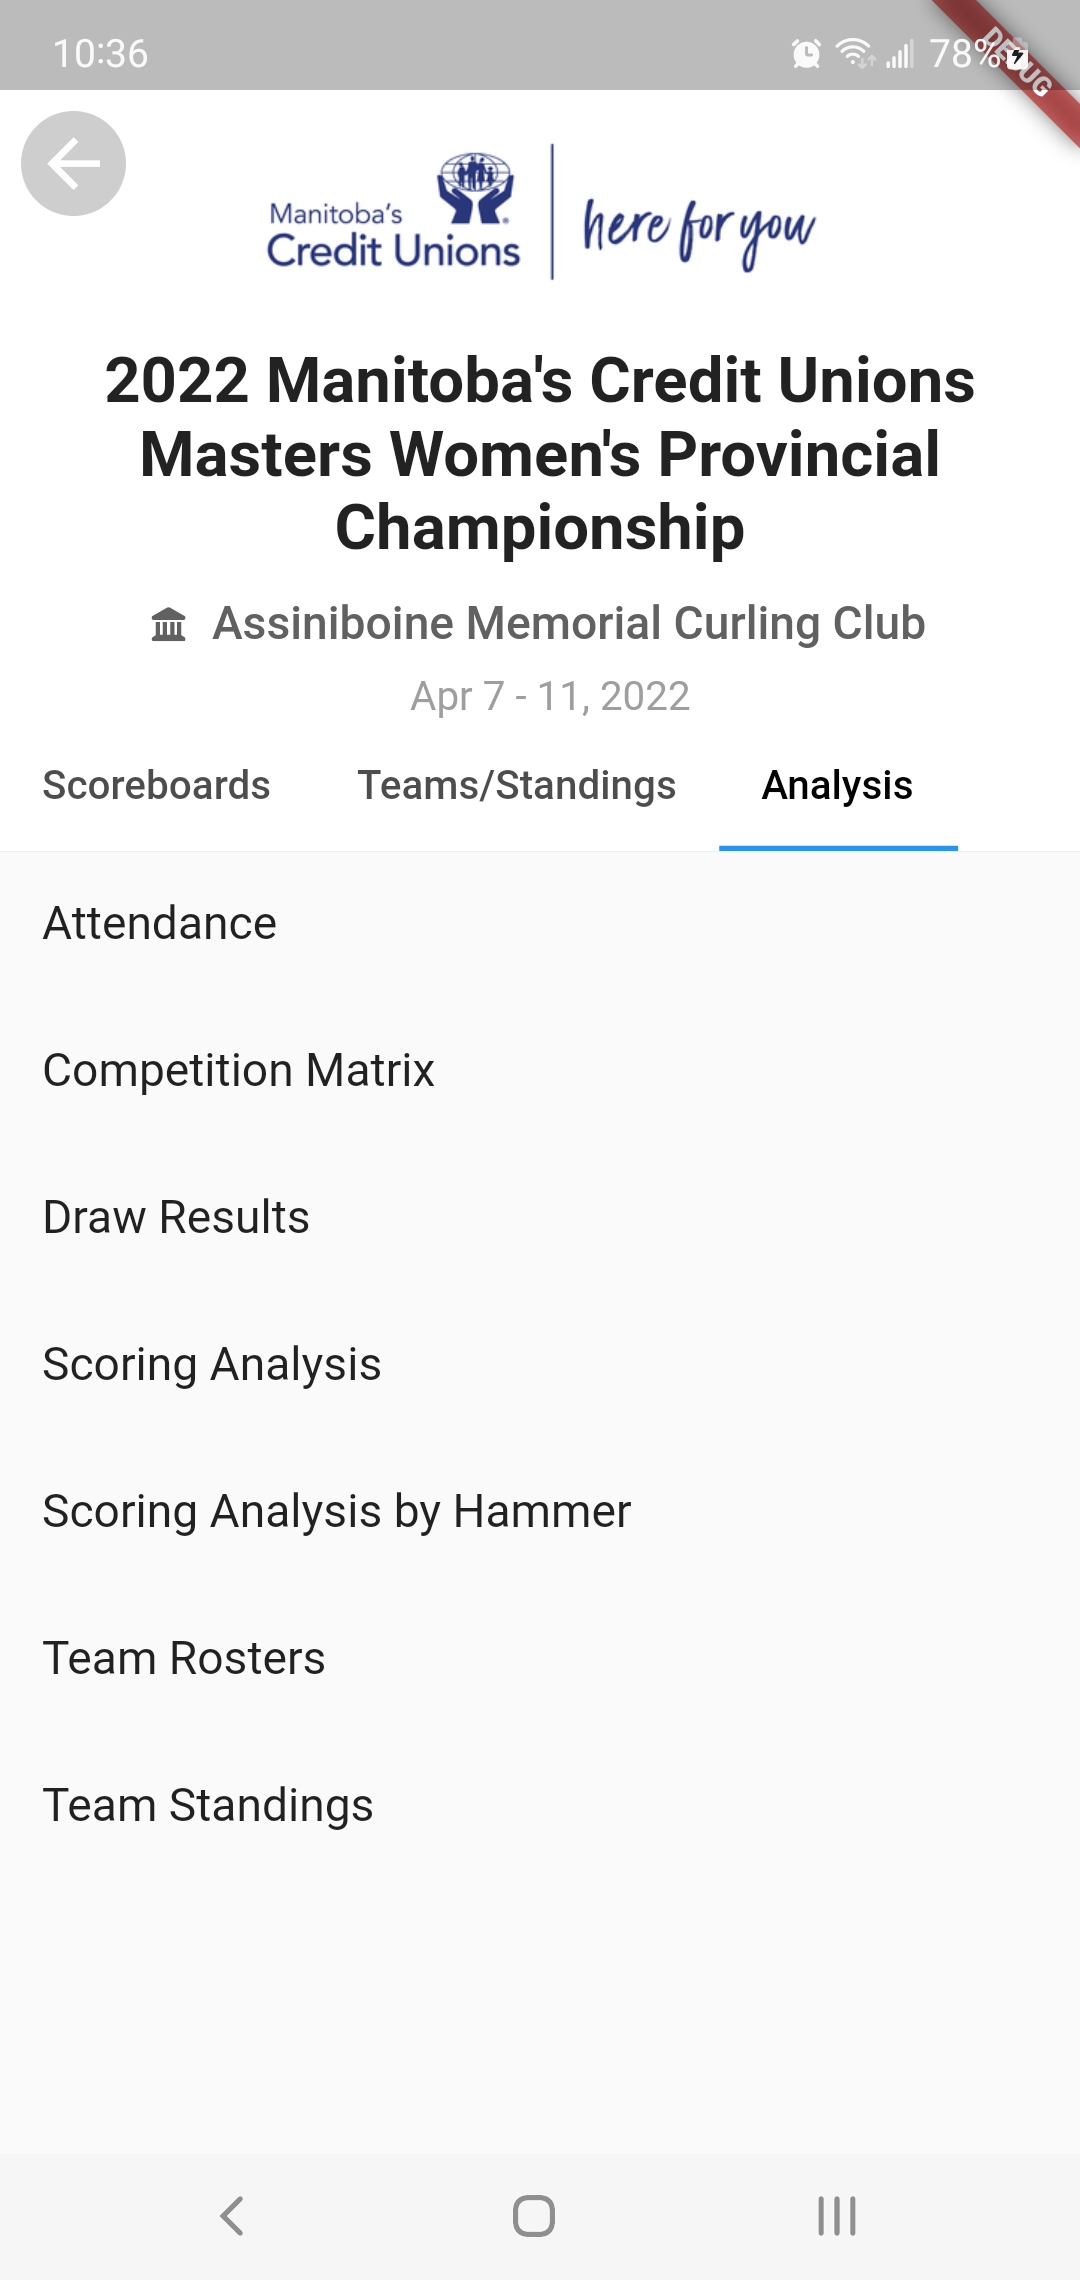 10:36
78%
DEBUG
Manitoba's
Credit Unions
here for you
2022 Manitoba's Credit Unions
Masters Women's Provincial
Championship
Assiniboine Memorial Curling Club
Apr 7 - 11, 2022
Scoreboards
Teams/Standings
Analysis
Attendance
Competition Matrix
Draw Results
Scoring Analysis
Scoring Analysis by Hammer
Team Rosters
Team Standings